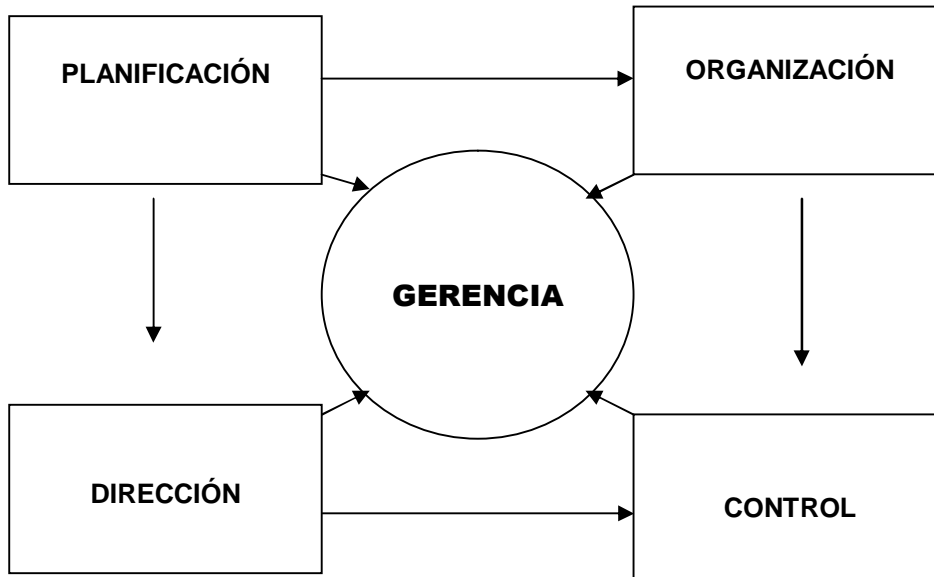 PLANIFICACIÓN
ORGANIZACIÓN
GERENCIA
DIRECCIÓN
CONTROL